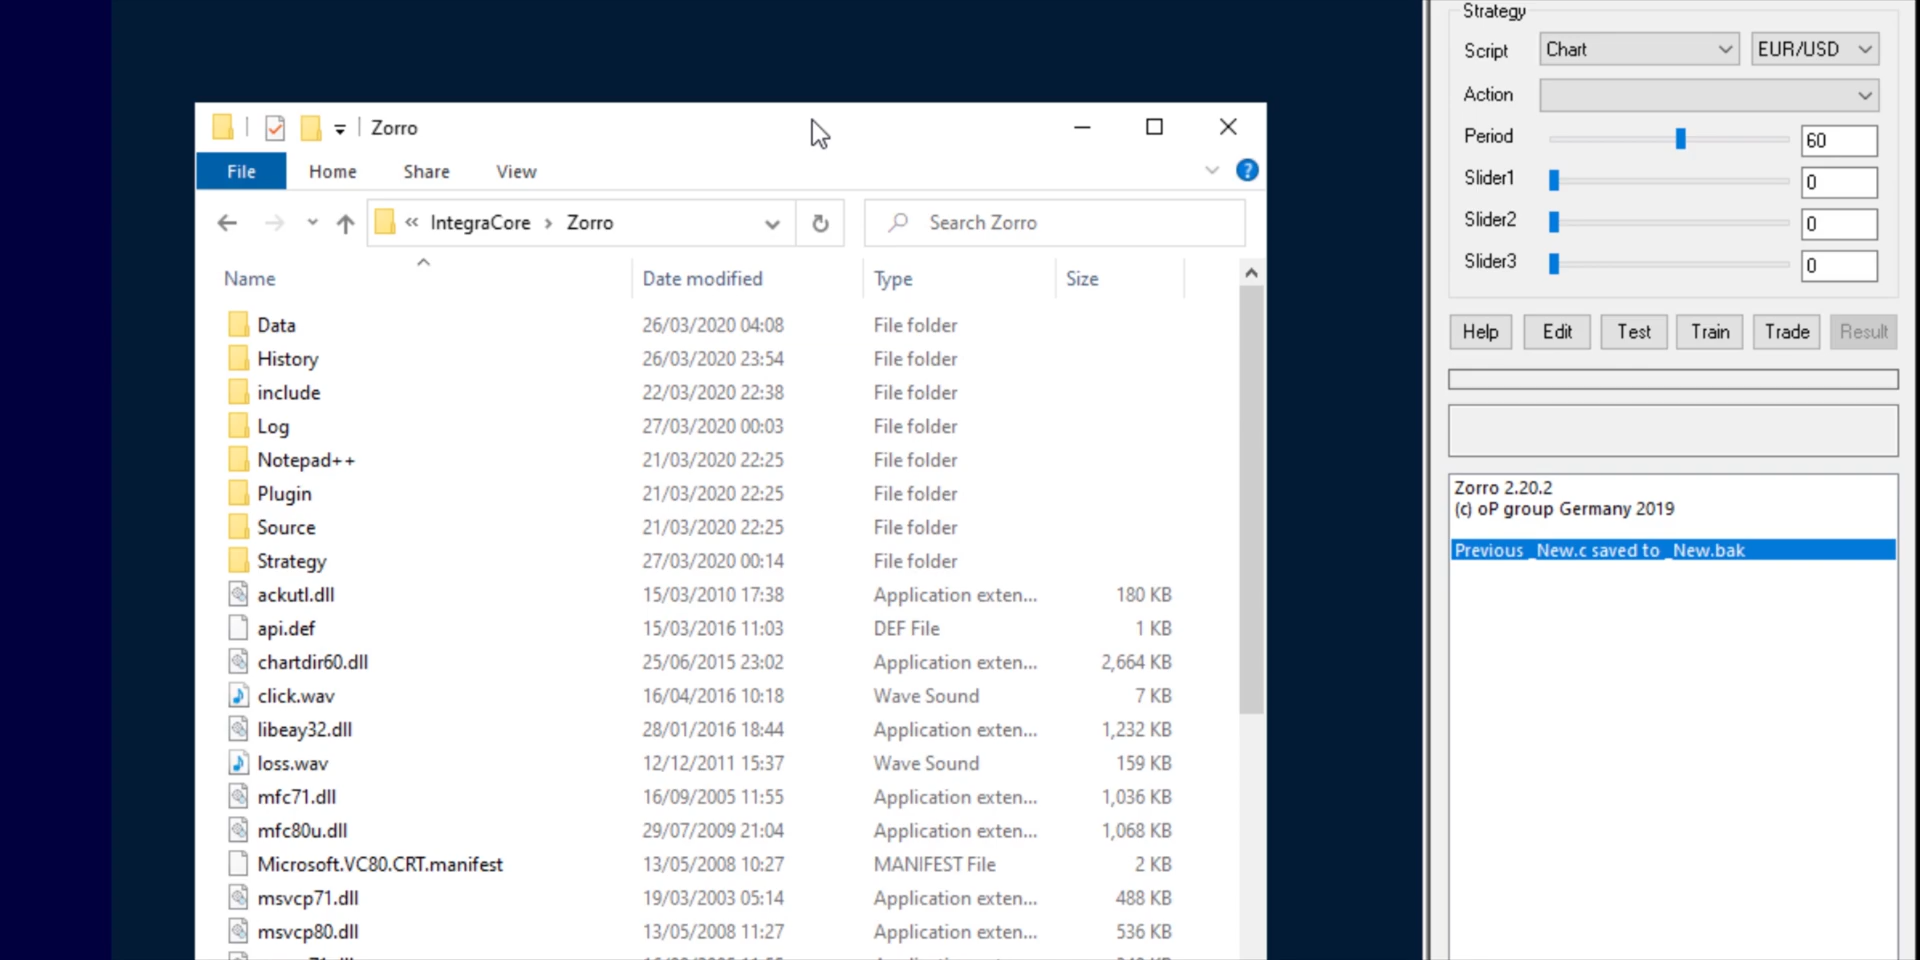 Zorro
File Home Share View
« IntegraCore › Zorro
Search Zorro
Name Date modified Type Size
Data 26/03/2020 04:08 File folder
History 26/03/2020 23:54 File folder
include 22/03/2020 22:38 File folder
Log 27/03/2020 00:03 File folder
Notepad++ 21/03/2020 22:25 File folder
Plugin 21/03/2020 22:25 File folder
Source 21/03/2020 22:25 File folder
Strategy 27/03/2020 00:14 File folder
ackutl.dll 15/03/2010 17:38 Application exten... 180 KB
api.def 15/03/2016 11:03 DEF File 1 KB
chartdir60.dll 25/06/2015 23:02 Application exten... 2,664 KB
click.wav 16/04/2016 10:18 Wave Sound 7 KB
libeay32.dll 28/01/2016 18:44 Application exten... 1,232 KB
loss.wav 12/12/2011 15:37 Wave Sound 159 KB
mfc71.dll 16/09/2005 11:55 Application exten... 1,036 KB
mfc80u.dll 29/07/2009 21:04 Application exten... 1,068 KB
Microsoft.VC80.CRT.manifest 13/05/2008 10:27 MANIFEST File 2 KB
msvcp71.dll 19/03/2003 05:14 Application exten... 488 KB
msvcp80.dll 13/05/2008 11:27 Application exten... 536 KB
Strategy
Script Chart EUR/USD
Action
Period 60
Slider1 0
Slider2 0
Slider3 0
Help Edit Test Train Trade Result
Zorro 2.20.2
(c) oP group Germany 2019
Previous _New.c saved to _New.bak